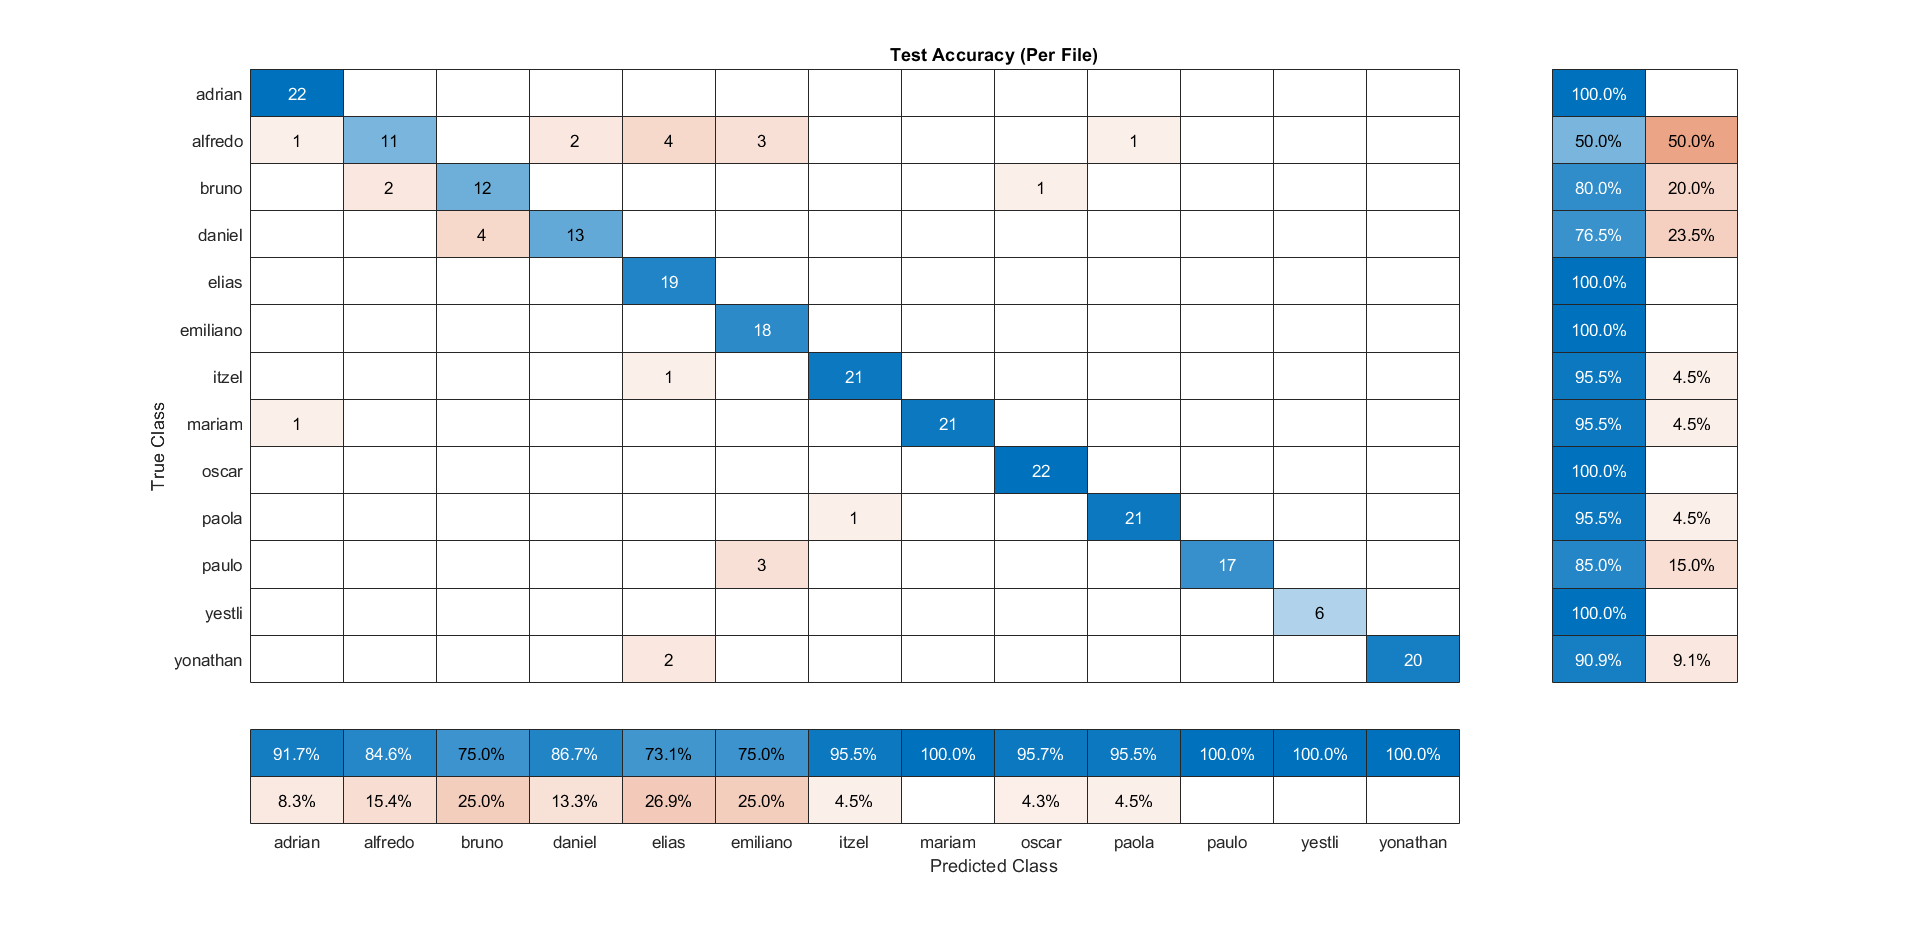 Test Accuracy (Per File)
adrian 22 100.0%
alfredo 1 11 2 4 3 1 50.0% 50.0%
bruno 2 12 1 80.0% 20.0%
daniel 4 13 76.5% 23.5%
elias 19 100.0%
emiliano 18 100.0%
itzel 1 21 95.5% 4.5%
mariam 1 21 95.5% 4.5%
True Class
oscar 22 100.0%
paola 1 21 95.5% 4.5%
paulo 3 17 85.0% 15.0%
yestli 6 100.0%
yonathan 2 20 90.9% 9.1%
91.7% 84.6% 75.0% 86.7% 73.1% 75.0% 95.5% 100.0% 95.7% 95.5% 100.0% 100.0% 100.0%
8.3% 15.4% 25.0% 13.3% 26.9% 25.0% 4.5% 4.3% 4.5%
adrian alfredo bruno daniel elias emiliano itzel mariam oscar paola paulo yestli yonathan
Predicted Class